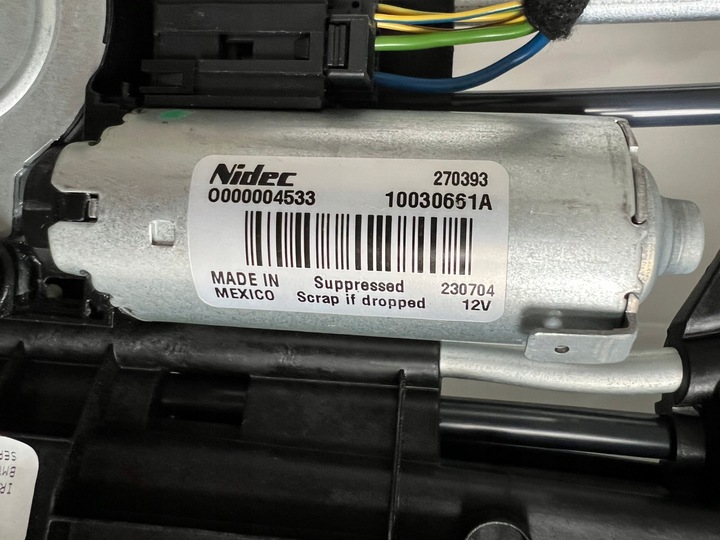 Nidec 270393
O000004533 10030661A
MADE IN Suppressed 230704
MEXICO Scrap if dropped 12V